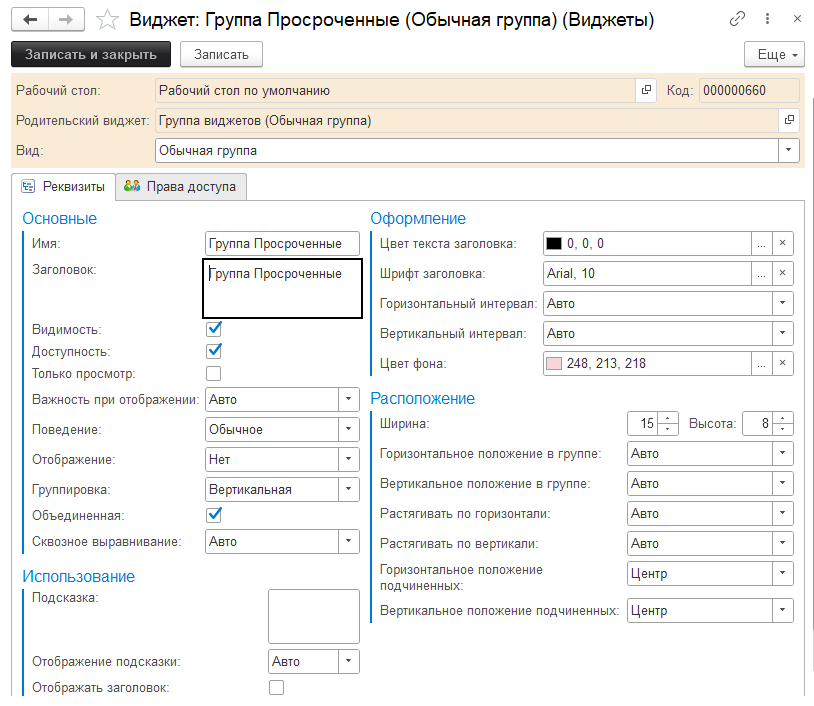 Виджет: Группа Просроченные (Обычная группа) (Виджеты)
Записать и закрыть Записать Еще
Рабочий стол: Рабочий стол по умолчанию Код: 000000660
Родительский виджет: Группа виджетов (Обычная группа)
Вид: Обычная группа
Реквизиты Права доступа
Основные
Имя: Группа Просроченные
Заголовок: Группа Просроченные
Видимость:
Доступность:
Только просмотр:
Важность при отображении: Авто
Поведение: Обычное
Отображение: Нет
Группировка: Вертикальная
Объединенная:
Сквозное выравнивание: Авто
Использование
Подсказка:
Отображение подсказки: Авто
Отображать заголовок:
Оформление
Цвет текста заголовка: 0, 0, 0 ...
Шрифт заголовка: Arial, 10 ...
Горизонтальный интервал: Авто
Вертикальный интервал: Авто
Цвет фона: 248, 213, 218 ...
Расположение
Ширина: 15 Высота: 8
Горизонтальное положение в группе: Авто
Вертикальное положение в группе: Авто
Растягивать по горизонтали: Авто
Растягивать по вертикали: Авто
Горизонтальное положение
подчиненных: Центр
Вертикальное положение подчиненных: Центр